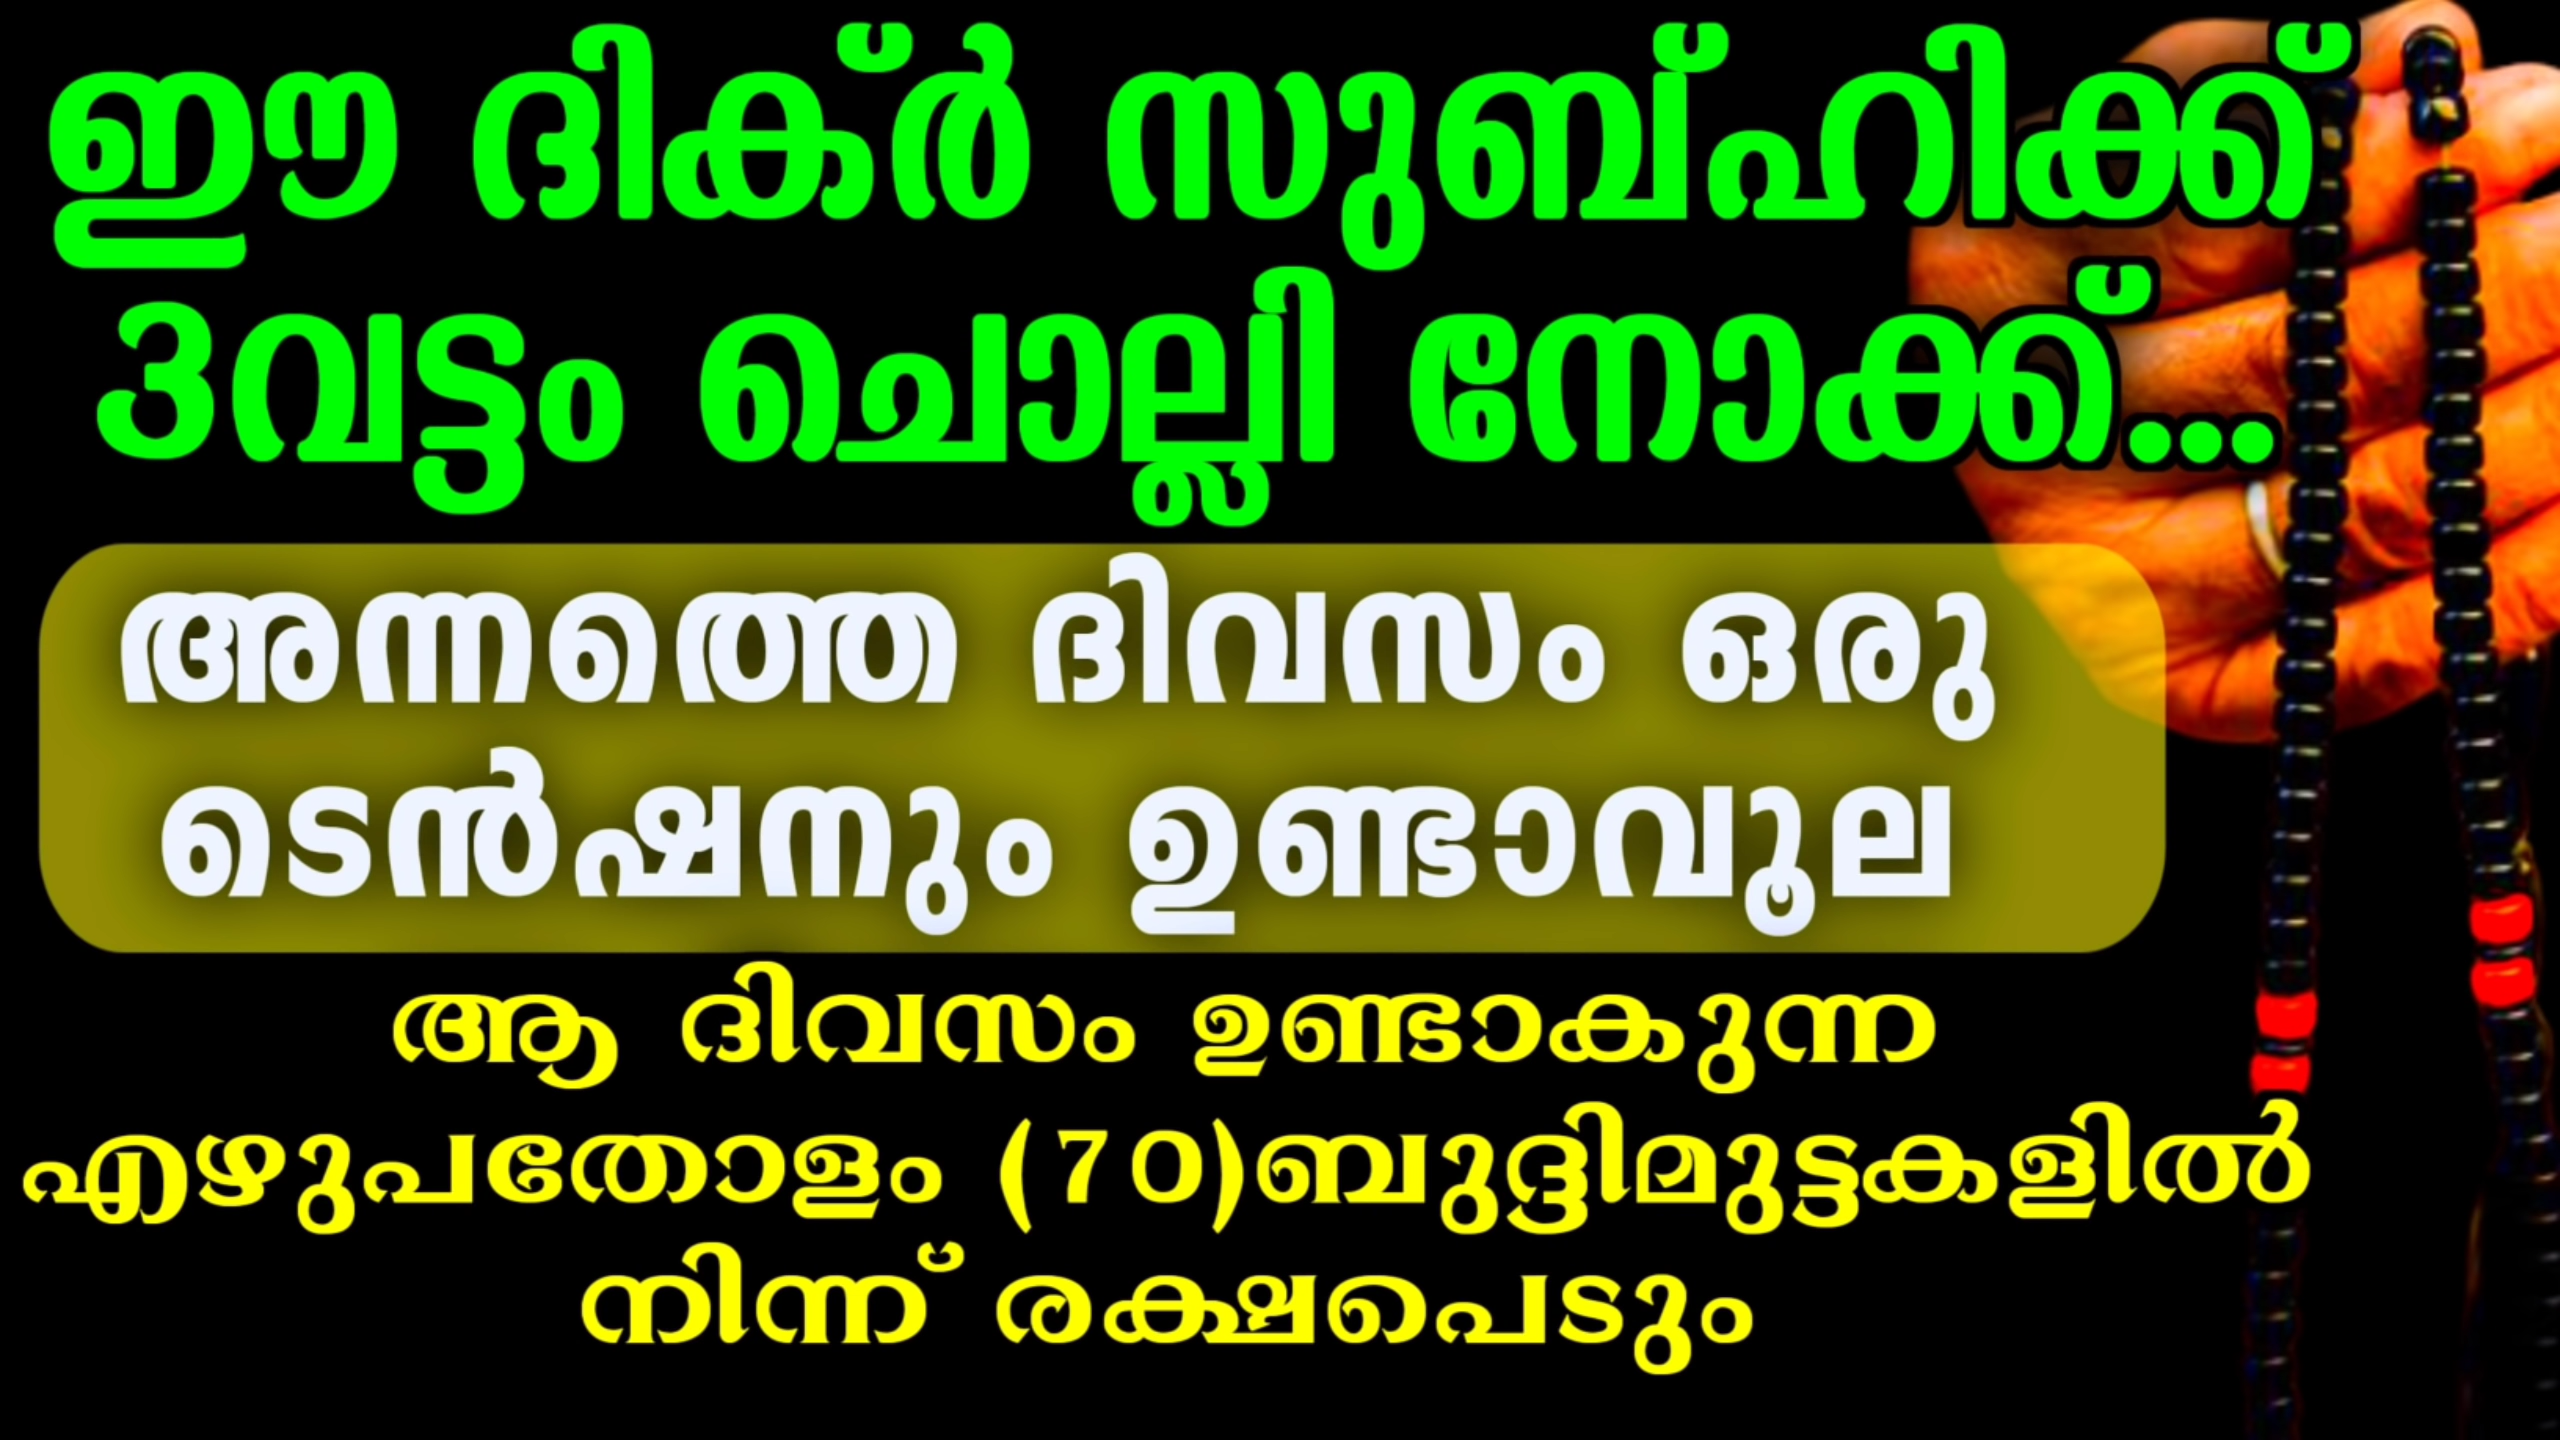 ഈ ദിക്ർ സുബ്ഹിക്ക്
3വട്ടം ചൊല്ലി നോക്ക്...
അന്നത്തെ ദിവസം ഒരു
ടെൻഷനും ഉണ്ടാവൂല
ആ ദിവസം ഉണ്ടാകുന്ന
എഴുപതോളം (70)ബുദ്ദിമുട്ടകളിൽ
നിന്ന് രക്ഷപെടും